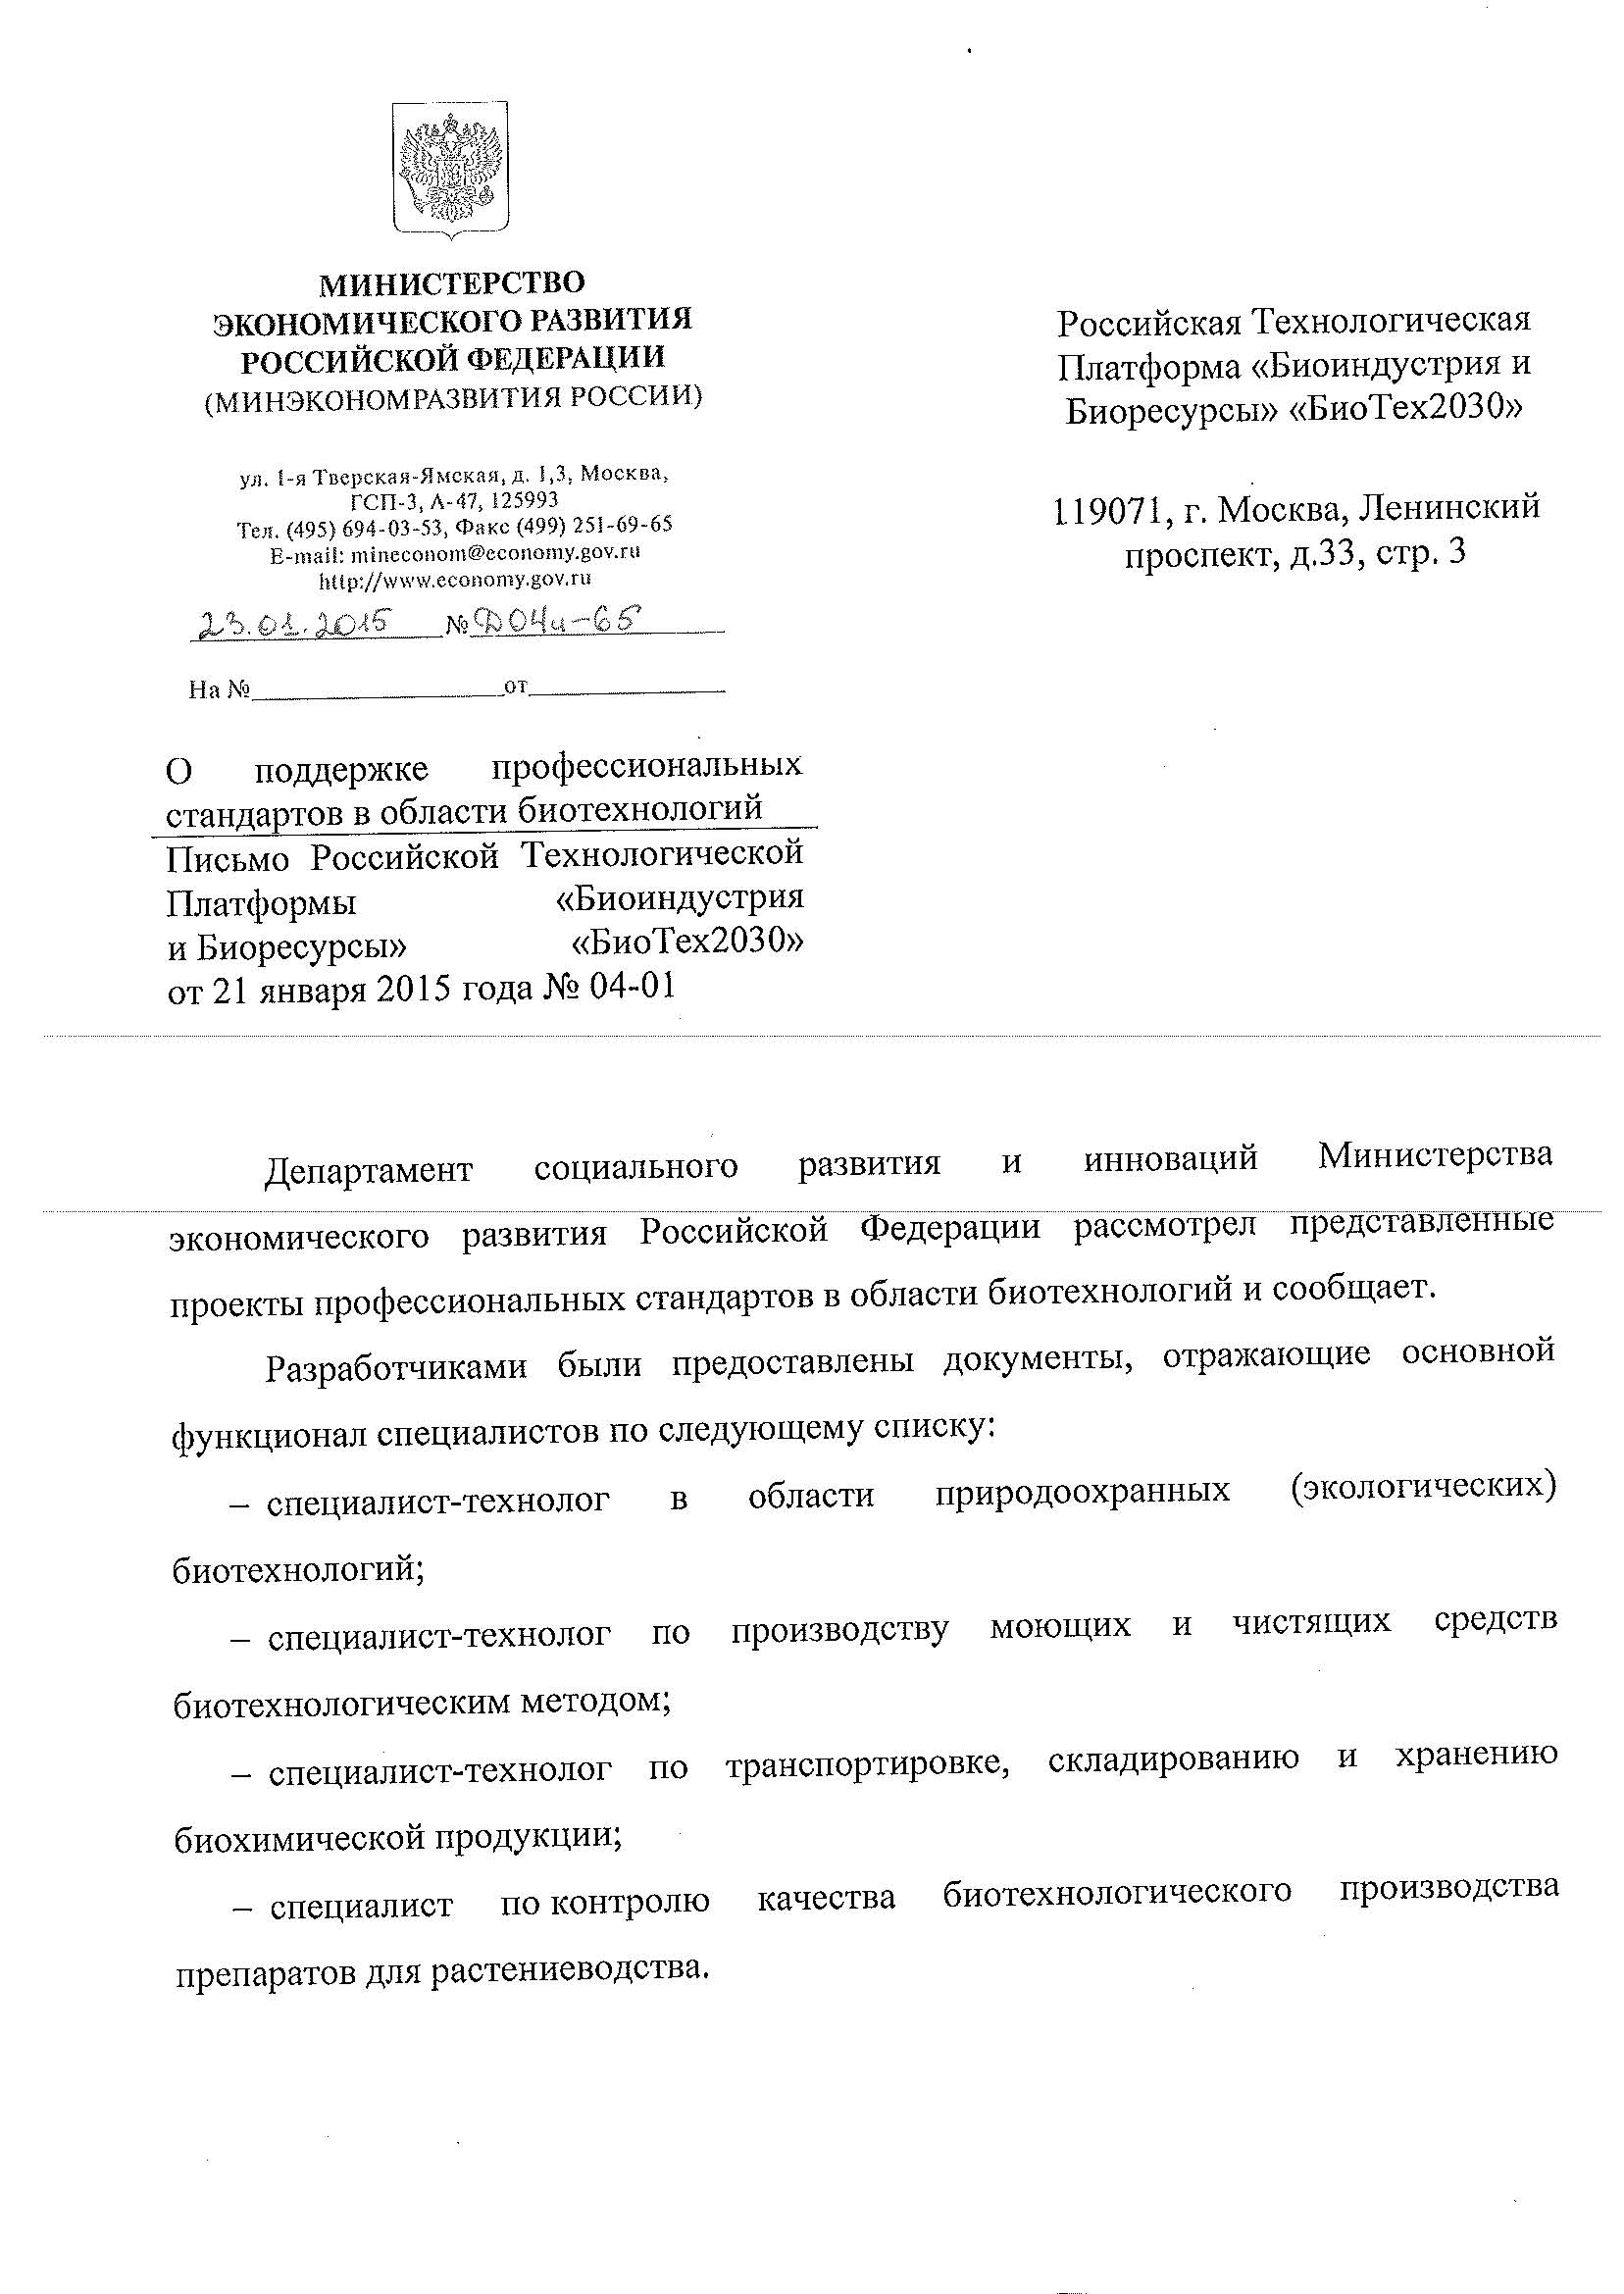 МИНИСТЕРСТВО
ЭКОНОМИЧЕСКОГО РАЗВИТИЯ
РОССИЙСКОЙ ФЕДЕРАЦИИ
(МИНЭКОНОМРАЗВИТИЯ РОССИИ)
ул. 1-я Тверская-Ямская, д. 1,3, Москва,
ГСП-3, А-47, 125993
Тел. (495) 694-03-53, Факс (499) 251-69-65
E-mail: mineconom@economy.gov.ru
http://www.economy.gov.ru
23.01.2015 № Д04и-65
На № от
Российская Технологическая
Платформа «Биоиндустрия и
Биоресурсы» «БиоТех2030»
119071, г. Москва, Ленинский
проспект, д.33, стр. 3
О поддержке профессиональных
стандартов в области биотехнологий
Письмо Российской Технологической
Платформы «Биоиндустрия
и Биоресурсы» «БиоТех2030»
от 21 января 2015 года № 04-01
Департамент социального развития и инноваций Министерства
экономического развития Российской Федерации рассмотрел представленные
проекты профессиональных стандартов в области биотехнологий и сообщает.
Разработчиками были предоставлены документы, отражающие основной
функционал специалистов по следующему списку:
– специалист-технолог в области природоохранных (экологических)
биотехнологий;
– специалист-технолог по производству моющих и чистящих средств
биотехнологическим методом;
– специалист-технолог по транспортировке, складированию и хранению
биохимической продукции;
– специалист по контролю качества биотехнологического производства
препаратов для растениеводства.